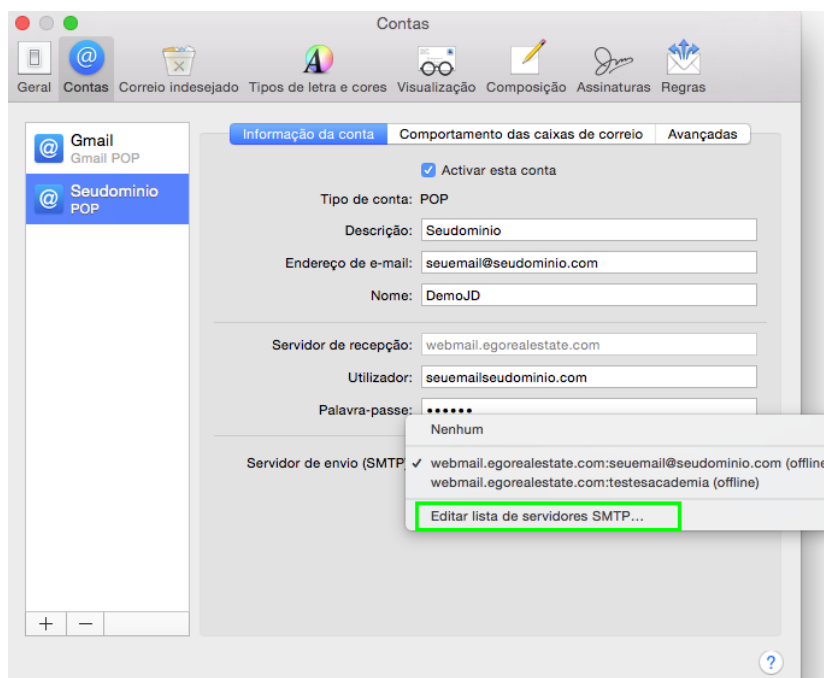 Contas
Geral Contas Correio indesejado Tipos de letra e cores Visualização Composição Assinaturas Regras
Gmail
Gmail POP
Seudominio
POP
Informação da conta Comportamento das caixas de correio Avançadas
Activar esta conta
Tipo de conta: POP
Descrição: Seudominio
Endereço de e-mail: seuemail@seudominio.com
Nome: DemoJD
Servidor de recepção: webmail.egorealestate.com
Utilizador: seuemailseudominio.com
Palavra-passe: ••••••
Nenhum
Servidor de envio (SMTP) ✓ webmail.egorealestate.com:seuemail@seudominio.com (offline
webmail.egorealestate.com:testesacademia (offline)
Editar lista de servidores SMTP...
+ −
?